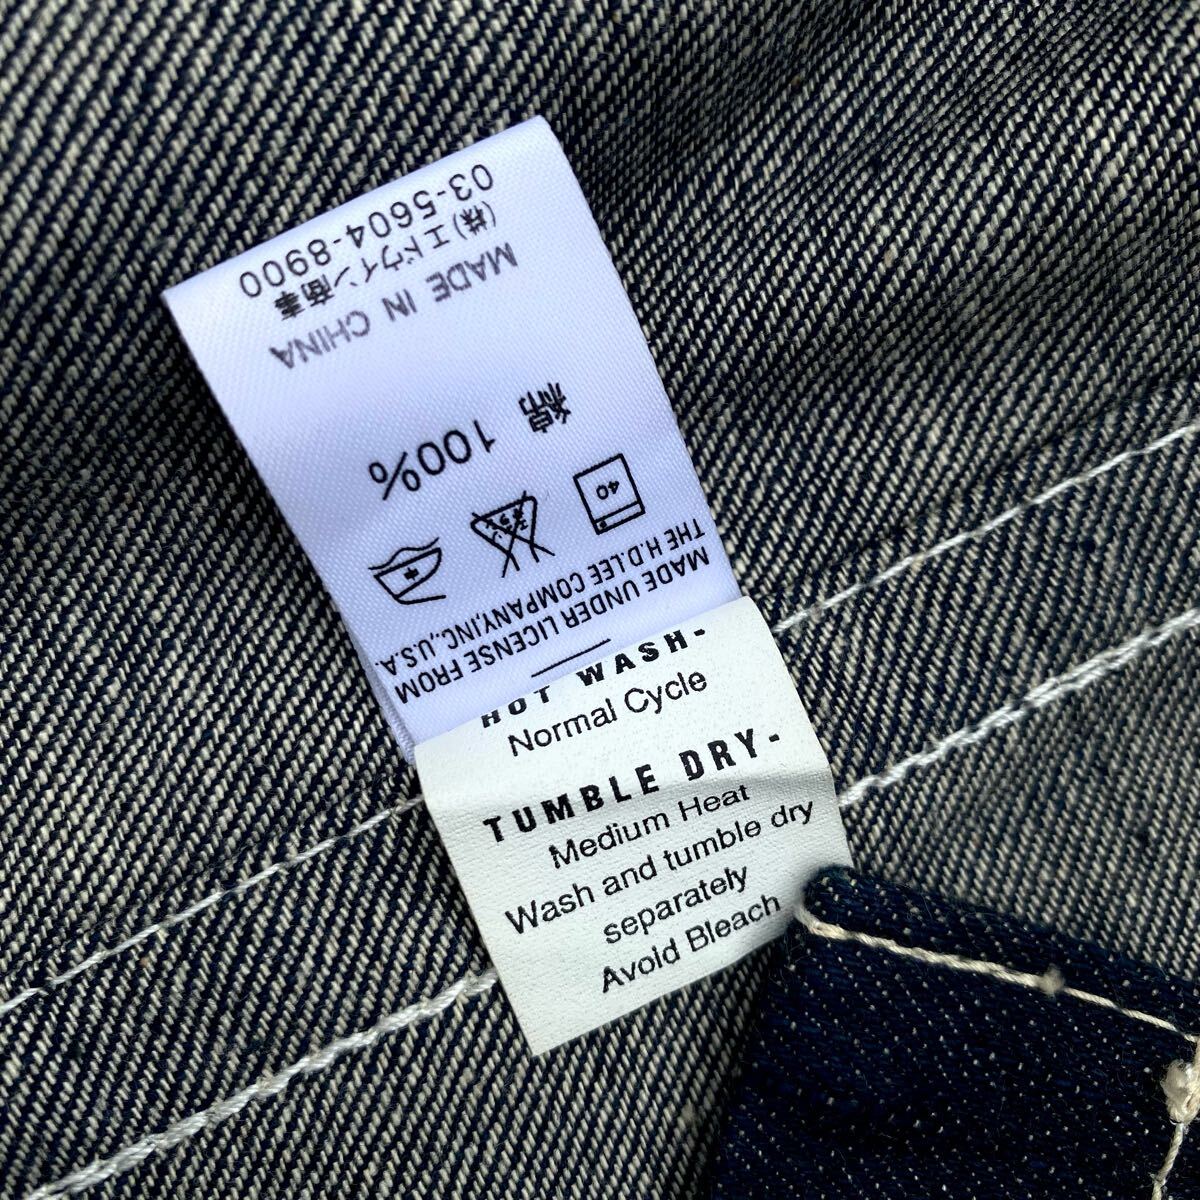 MADE UNDER LICENSE FROM
THE H.D.LEE COMPANY,INC.,U.S.A.
40
綿 100%
MADE IN CHINA
(株)エドウイン商事
03-5604-8900
HOT WASH-
Normal Cycle
TUMBLE DRY-
Medium Heat
Wash and tumble dry
separately
Avoid Bleach